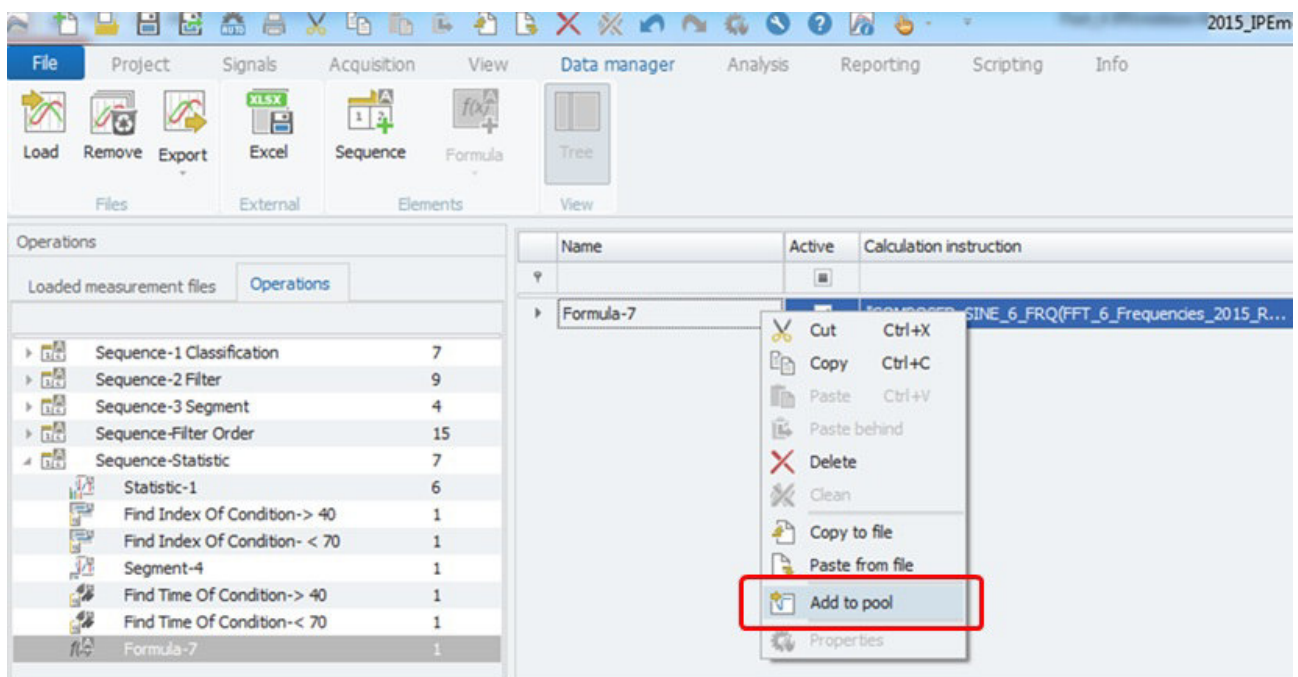 2015_IPEm
File Project Signals Acquisition View Data manager Analysis Reporting Scripting Info
AUTO
XLSX
A
1 2
f(x)
Load Remove Export Excel Sequence Formula Tree
Files External Elements View
Operations
Loaded measurement files Operations
Sequence-1 Classification 7
Sequence-2 Filter 9
Sequence-3 Segment 4
Sequence-Filter Order 15
Sequence-Statistic 7
Statistic-1 6
Find Index Of Condition-> 40 1
Find Index Of Condition- < 70 1
Segment-4 1
Find Time Of Condition-> 40 1
Find Time Of Condition-< 70 1
Formula-7 1
Name Active Calculation instruction
Formula-7
SINE_6_FRQ(FFT_6_Frequencies_2015_R...
Cut Ctrl+X
Copy Ctrl+C
Paste Ctrl+V
Paste behind
Delete
Clean
Copy to file
Paste from file
Add to pool
Properties